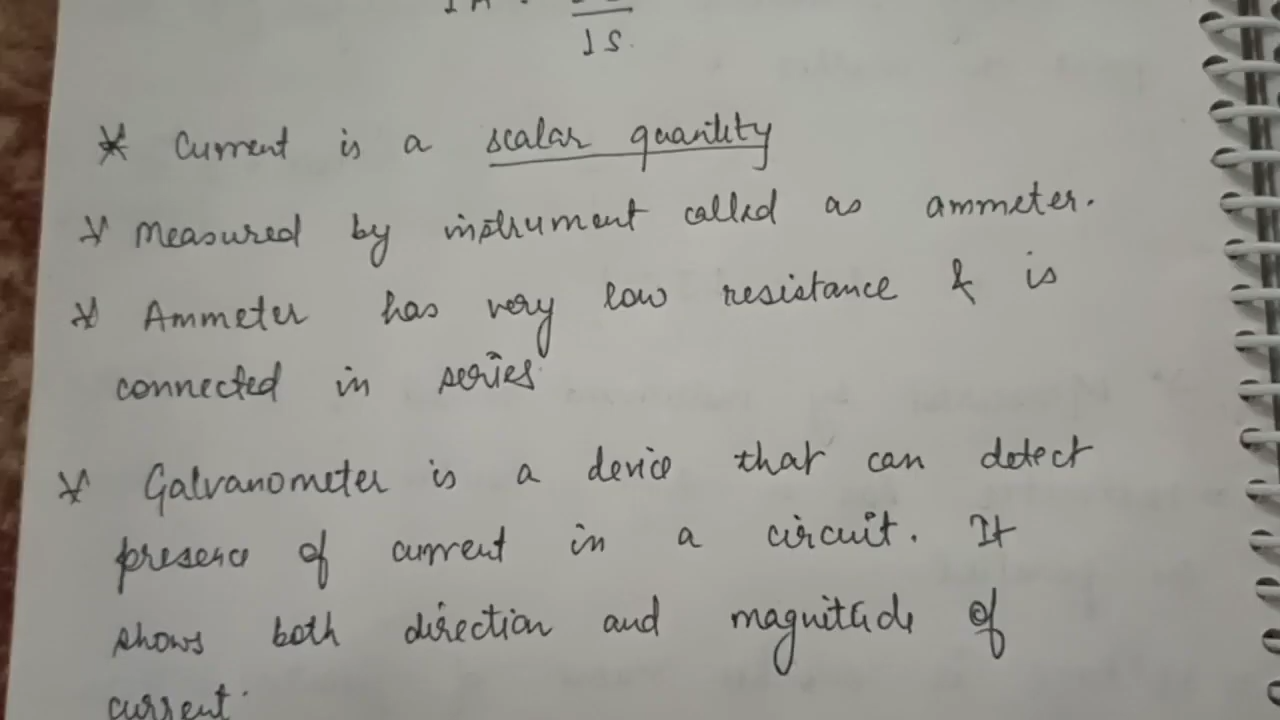 1 S.
* Current is a scalar quantity
* Measured by instrument called as ammeter.
* Ammeter has very low resistance & is
connected in series.
* Galvanometer is a device that can detect
presence of current in a circuit. It
shows both direction and magnitude of
current.